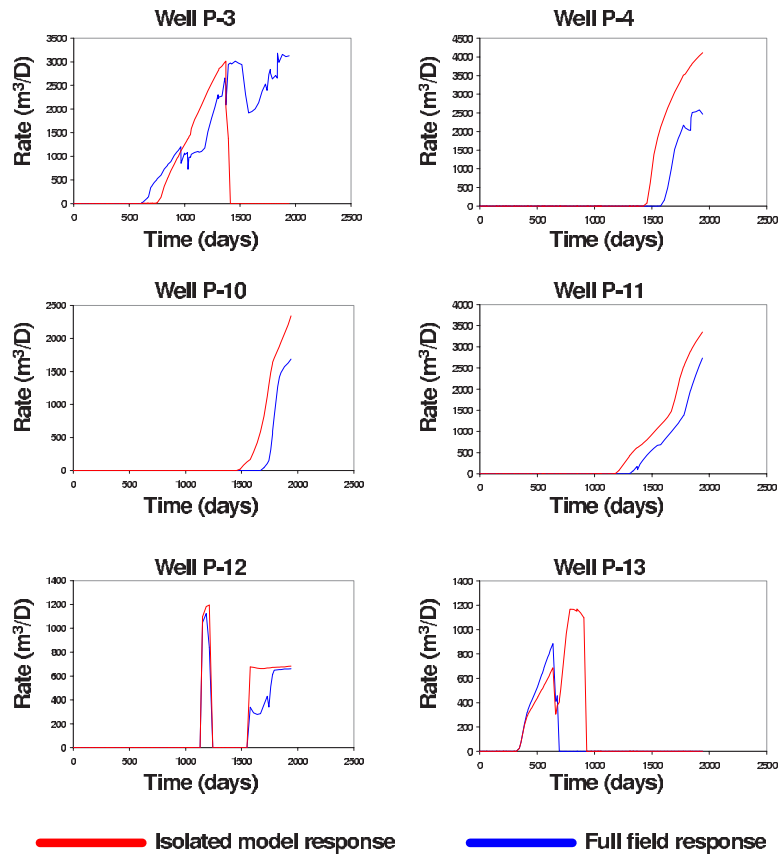 Well P-3
Rate (m³/D)
3500
3000
2500
2000
1500
1000
500
0
0 500 1000 1500 2000 2500
Time (days)
Well P-4
Rate (m³/D)
4500
4000
3500
3000
2500
2000
1500
1000
500
0
0 500 1000 1500 2000 2500
Time (days)
Well P-10
Rate (m³/D)
2500
2000
1500
1000
500
0
0 500 1000 1500 2000 2500
Time (days)
Well P-11
Rate (m³/D)
4000
3500
3000
2500
2000
1500
1000
500
0
0 500 1000 1500 2000 2500
Time (days)
Well P-12
Rate (m³/D)
1400
1200
1000
800
600
400
200
0
0 500 1000 1500 2000 2500
Time (days)
Well P-13
Rate (m³/D)
1400
1200
1000
800
600
400
200
0
0 500 1000 1500 2000 2500
Time (days)
Isolated model response
Full field response